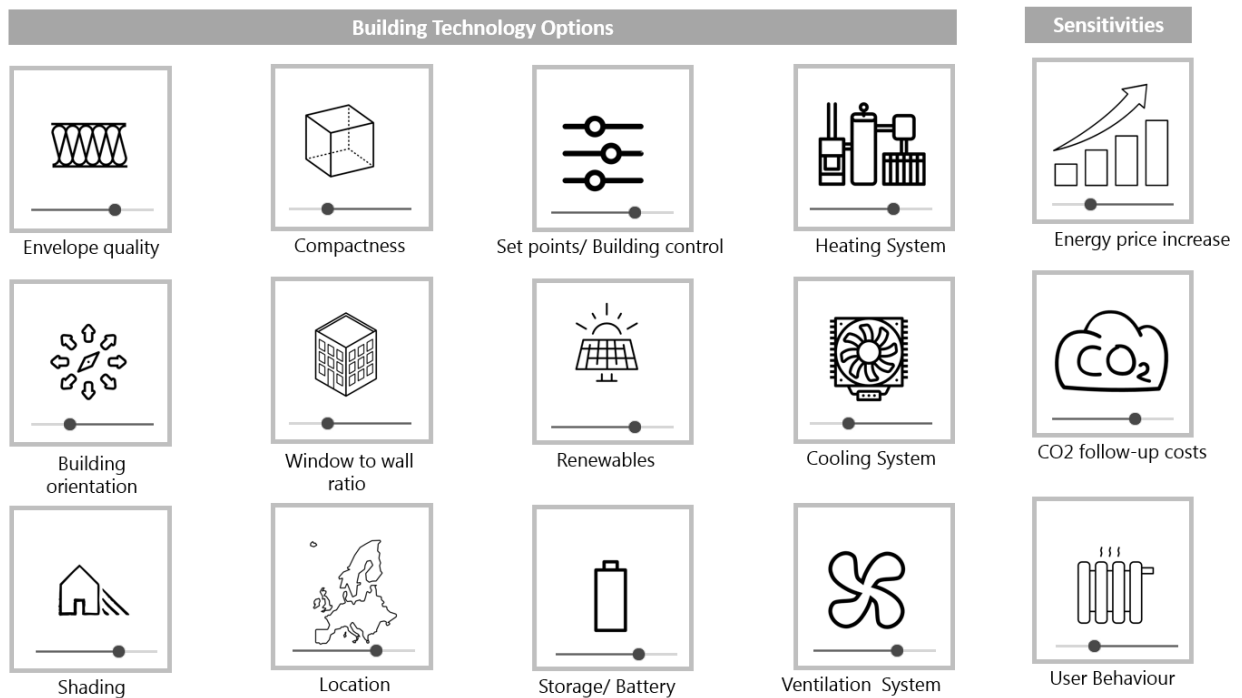 Building Technology Options
Sensitivities
Envelope quality
Compactness
Set points/ Building control
Heating System
Energy price increase
Building
orientation
Window to wall
ratio
Renewables
Cooling System
CO2
CO2 follow-up costs
Shading
Location
Storage/ Battery
Ventilation System
User Behaviour